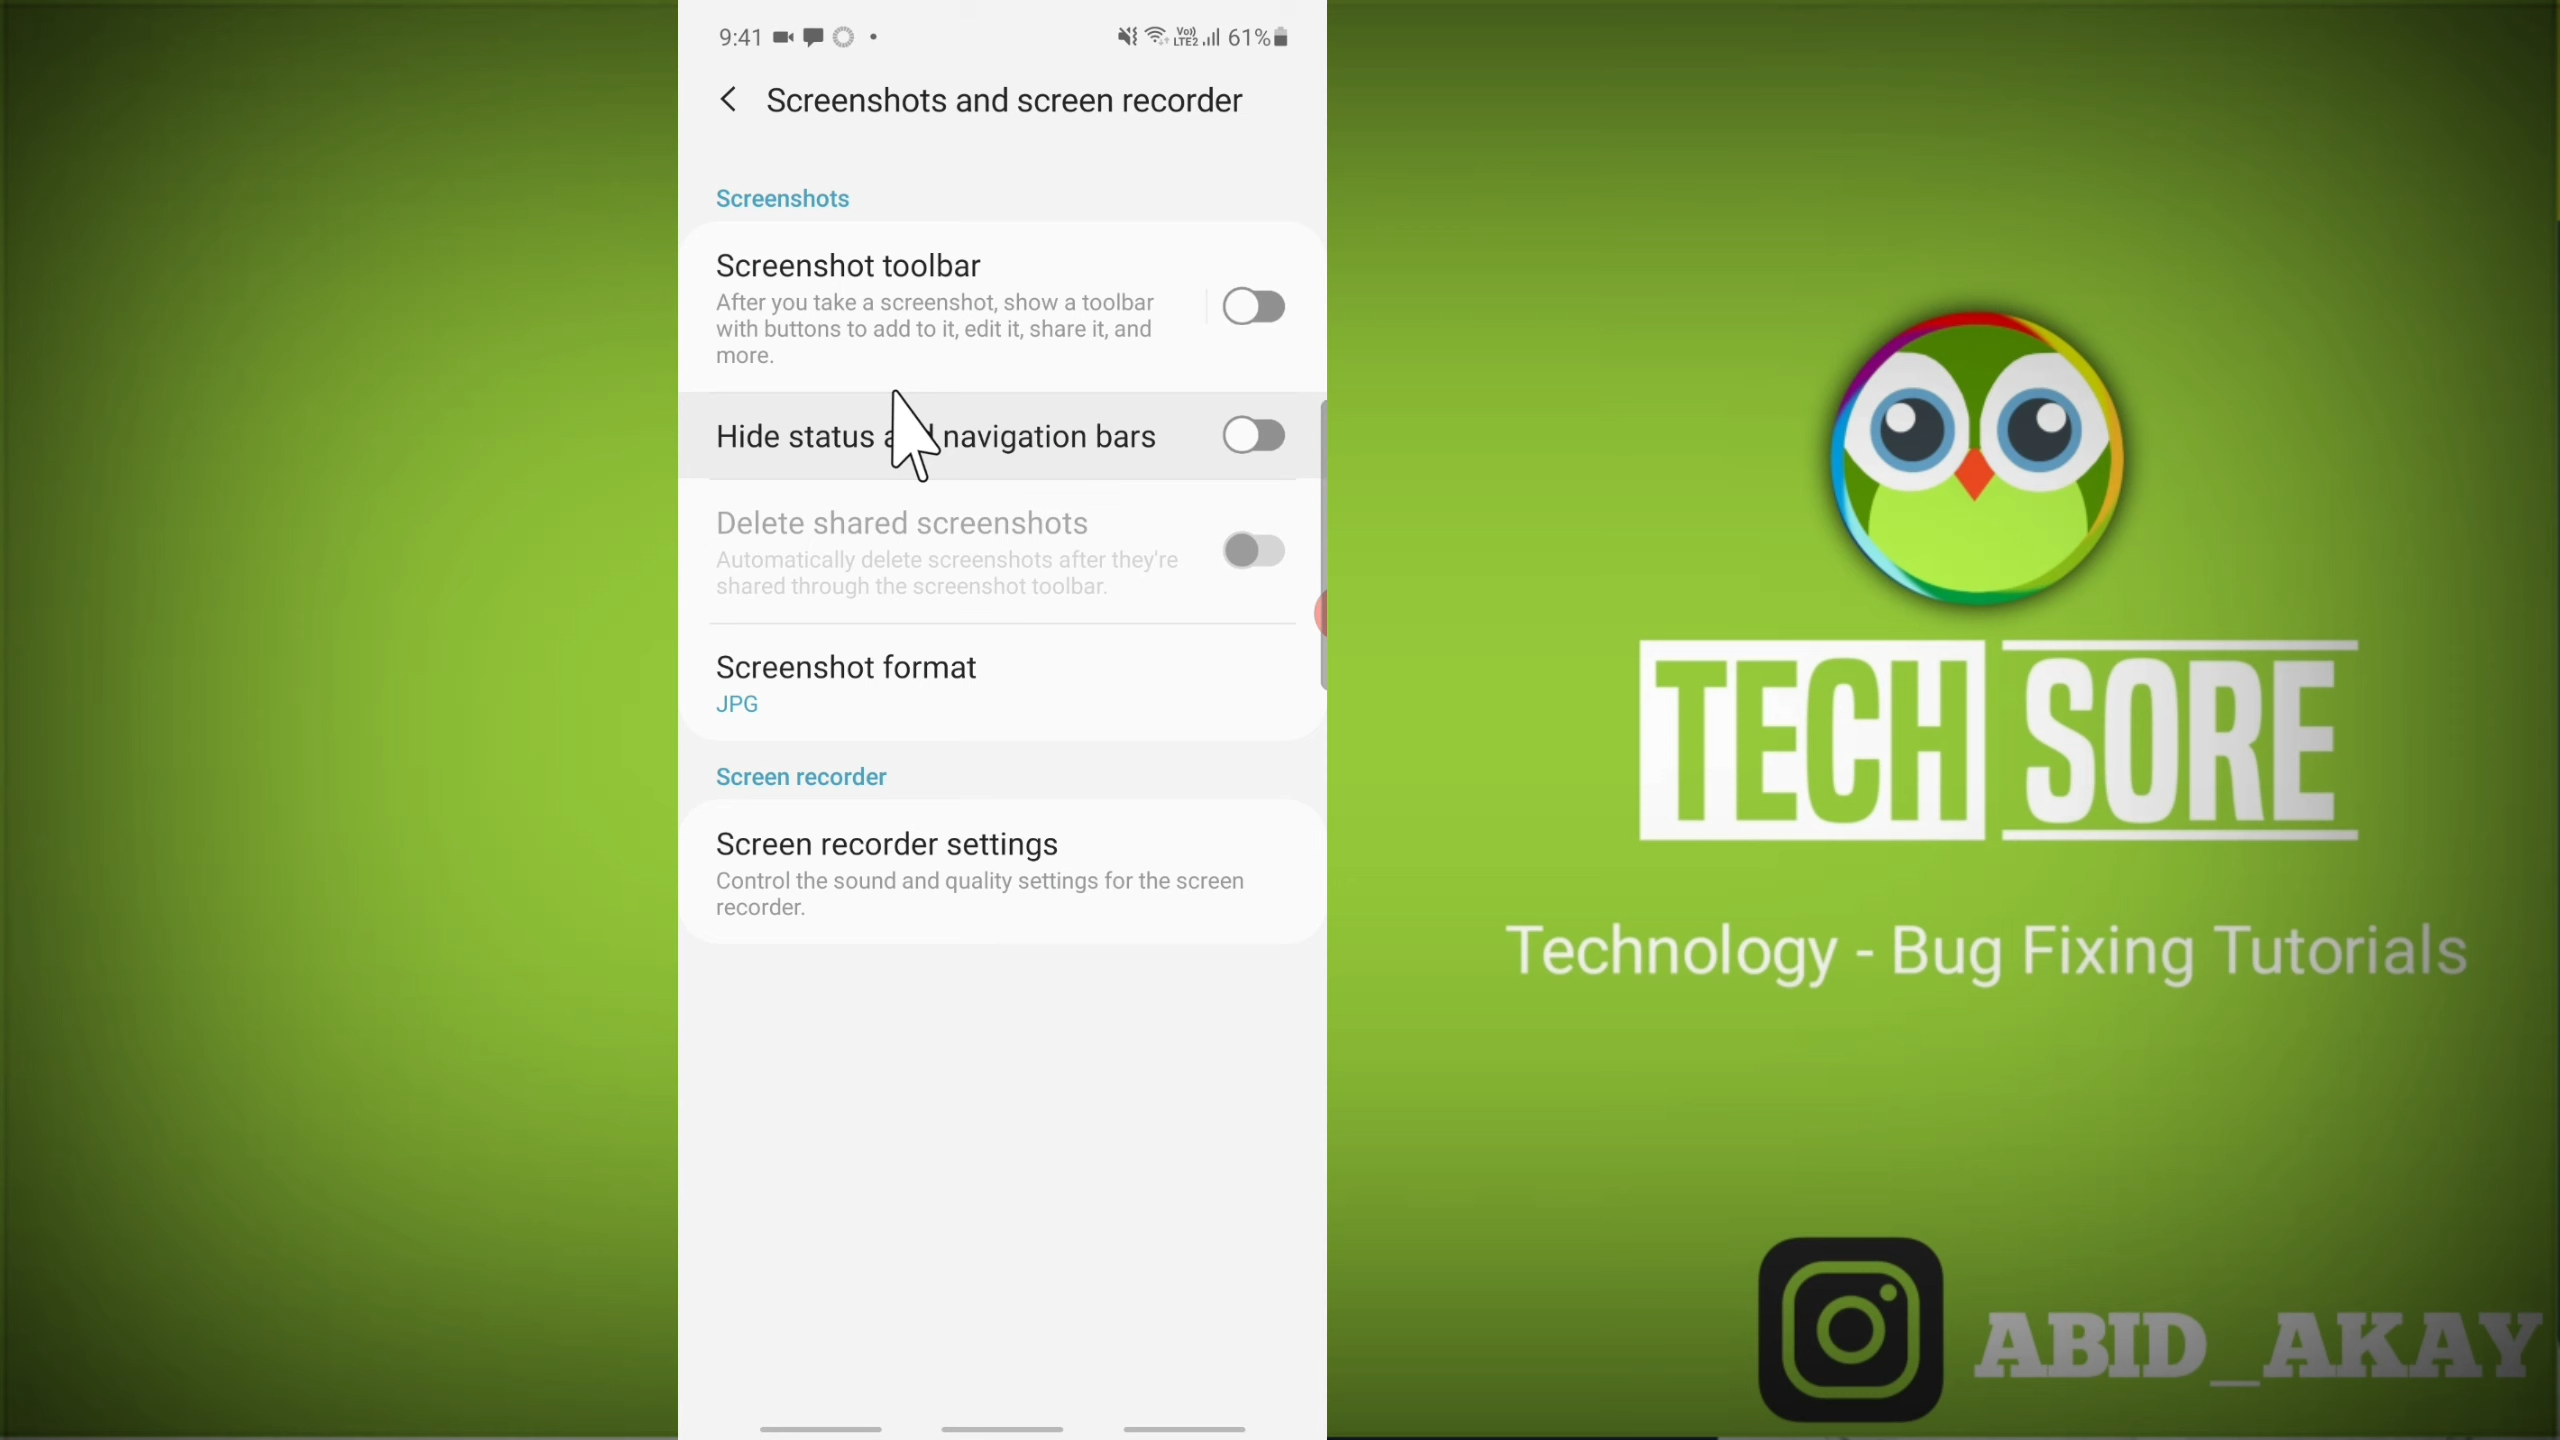 9:41
VoLTE2 61%
Screenshots and screen recorder
Screenshots
Screenshot toolbar
After you take a screenshot, show a toolbar
with buttons to add to it, edit it, share it, and
more.
Hide status navigation bars
Delete shared screenshots
Automatically delete screenshots after they're
shared through the screenshot toolbar.
Screenshot format
JPG
Screen recorder
Screen recorder settings
Control the sound and quality settings for the screen
recorder.
TECH SORE
Technology - Bug Fixing Tutorials
ABID_AKAY